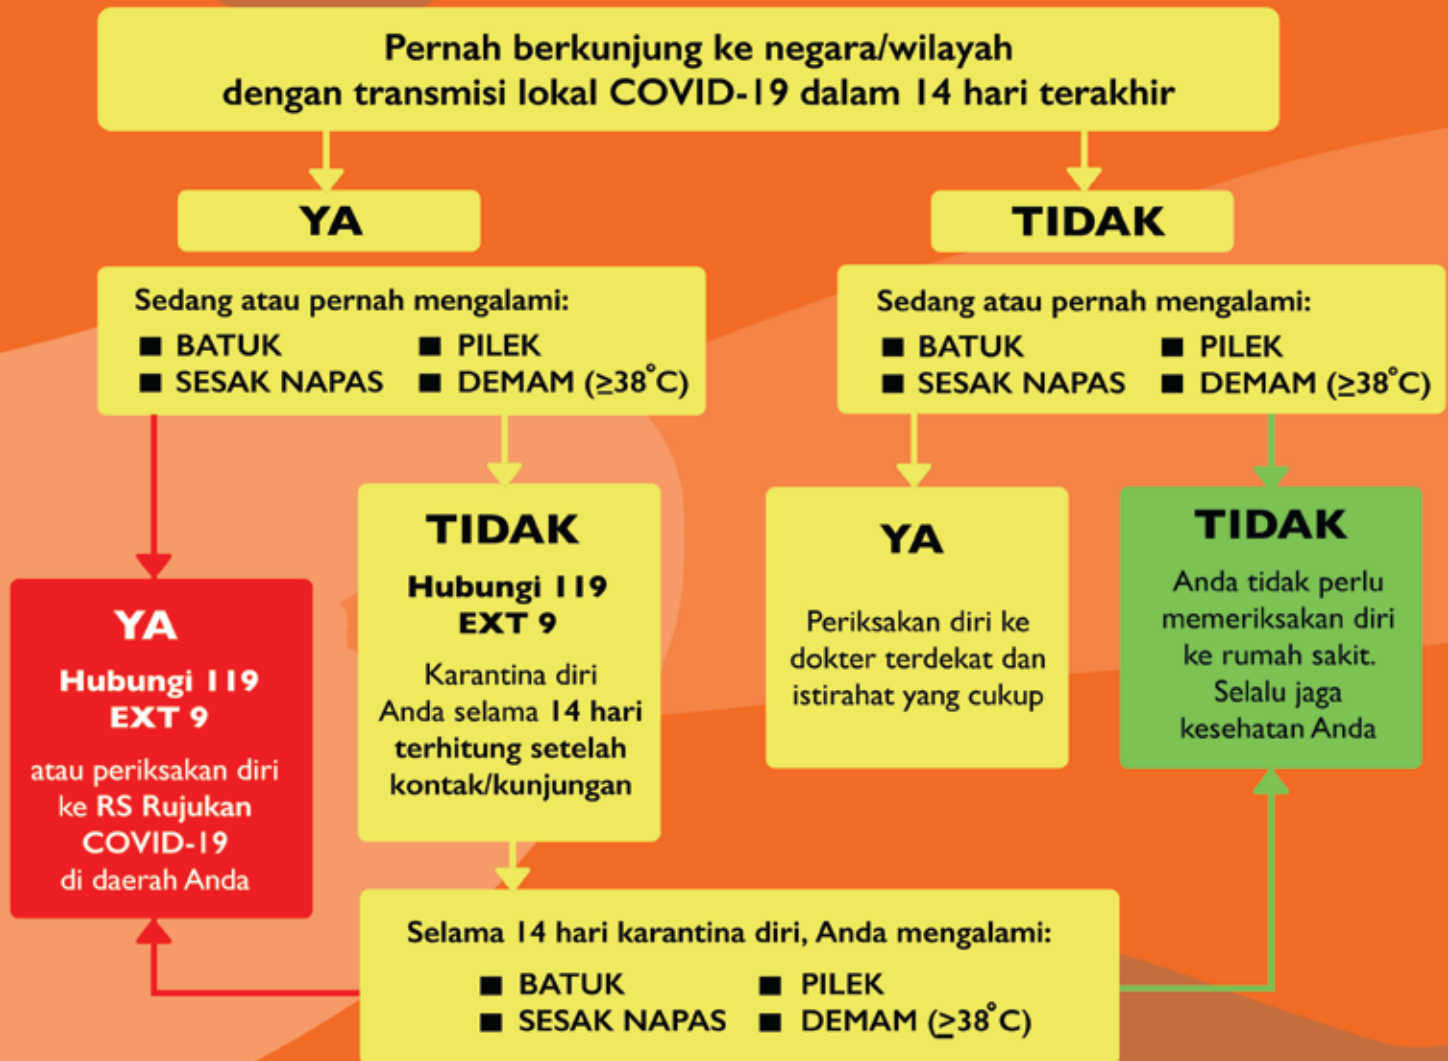 Pernah berkunjung ke negara/wilayah
dengan transmisi lokal COVID-19 dalam 14 hari terakhir
YA
TIDAK
Sedang atau pernah mengalami:
■ BATUK ■ PILEK
■ SESAK NAPAS ■ DEMAM (≥38°C)
Sedang atau pernah mengalami:
■ BATUK ■ PILEK
■ SESAK NAPAS ■ DEMAM (≥38°C)
YA
Hubungi 119
EXT 9
atau periksakan diri
ke RS Rujukan
COVID-19
di daerah Anda
TIDAK
Hubungi 119
EXT 9
Karantina diri
Anda selama 14 hari
terhitung setelah
kontak/kunjungan
YA
Periksakan diri ke
dokter terdekat dan
istirahat yang cukup
TIDAK
Anda tidak perlu
memeriksakan diri
ke rumah sakit.
Selalu jaga
kesehatan Anda
Selama 14 hari karantina diri, Anda mengalami:
■ BATUK ■ PILEK
■ SESAK NAPAS ■ DEMAM (≥38°C)